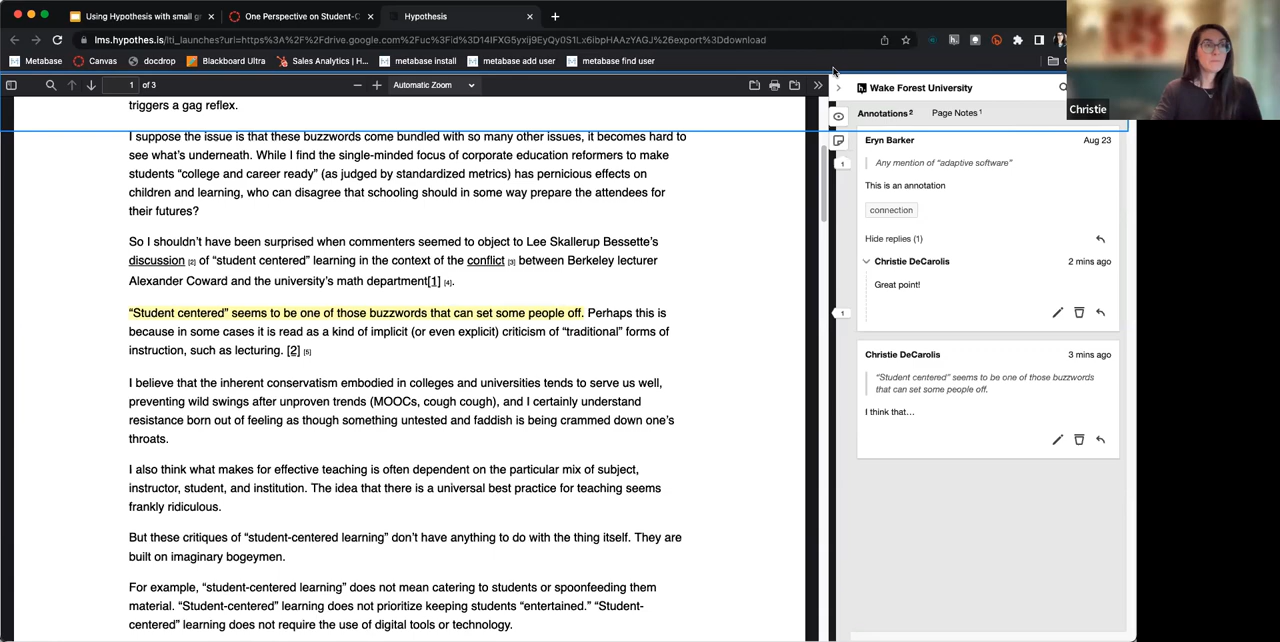 Using Hypothesis with small gr
One Perspective on Student-C
Hypothesis
lms.hypothes.is/lti_launches?url=https%3A%2F%2Fdrive.google.com%2Fuc%3Fid%3D14IFXG5yxij9EyQy0S1Lx6ibpHAAzYAGJ%26export%3Ddownload
Metabase
Canvas
docdrop
Blackboard Ultra
Sales Analytics | H...
metabase install
metabase add user
metabase find user
1 of 3
Automatic Zoom
triggers a gag reflex.
I suppose the issue is that these buzzwords come bundled with so many other issues, it becomes hard to
see what's underneath. While I find the single-minded focus of corporate education reformers to make
students “college and career ready” (as judged by standardized metrics) has pernicious effects on
children and learning, who can disagree that schooling should in some way prepare the attendees for
their futures?
So I shouldn't have been surprised when commenters seemed to object to Lee Skallerup Bessette's
discussion [2] of “student centered” learning in the context of the conflict [3] between Berkeley lecturer
Alexander Coward and the university's math department[1] [4].
“Student centered” seems to be one of those buzzwords that can set some people off. Perhaps this is
because in some cases it is read as a kind of implicit (or even explicit) criticism of “traditional” forms of
instruction, such as lecturing. [2] [5]
I believe that the inherent conservatism embodied in colleges and universities tends to serve us well,
preventing wild swings after unproven trends (MOOCs, cough cough), and I certainly understand
resistance born out of feeling as though something untested and faddish is being crammed down one's
throats.
I also think what makes for effective teaching is often dependent on the particular mix of subject,
instructor, student, and institution. The idea that there is a universal best practice for teaching seems
frankly ridiculous.
But these critiques of “student-centered learning” don't have anything to do with the thing itself. They are
built on imaginary bogeymen.
For example, “student-centered learning” does not mean catering to students or spoonfeeding them
material. “Student-centered” learning does not prioritize keeping students “entertained.” “Student-
centered” learning does not require the use of digital tools or technology.
1
1
Wake Forest University
Annotations 2
Page Notes 1
Eryn Barker
Aug 23
Any mention of “adaptive software”
This is an annotation
connection
Hide replies (1)
Christie DeCarolis
2 mins ago
Great point!
Christie DeCarolis
3 mins ago
“Student centered” seems to be one of those buzzwords
that can set some people off.
I think that…
Christie